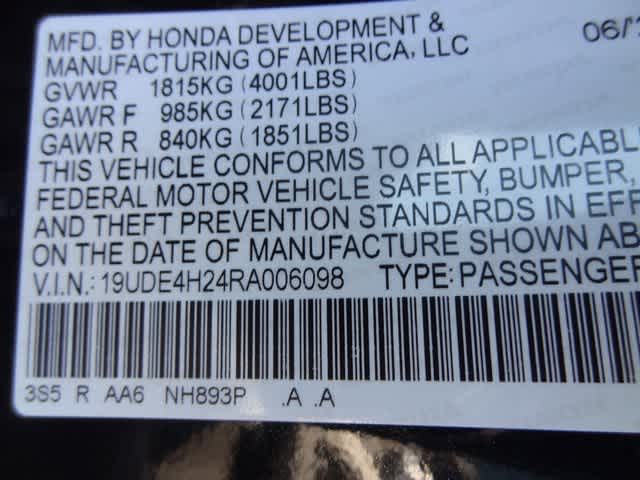 MFD. BY HONDA DEVELOPMENT & 06/
MANUFACTURING OF AMERICA, LLC
GVWR 1815KG (4001LBS)
GAWR F 985KG (2171LBS)
GAWR R 840KG (1851LBS)
THIS VEHICLE CONFORMS TO ALL APPLICABL
FEDERAL MOTOR VEHICLE SAFETY, BUMPER,
AND THEFT PREVENTION STANDARDS IN EFF
ON THE DATE OF MANUFACTURE SHOWN AB
V.I.N.: 19UDE4H24RA006098 TYPE: PASSENGER
3S5 R AA6 NH893P .A .A